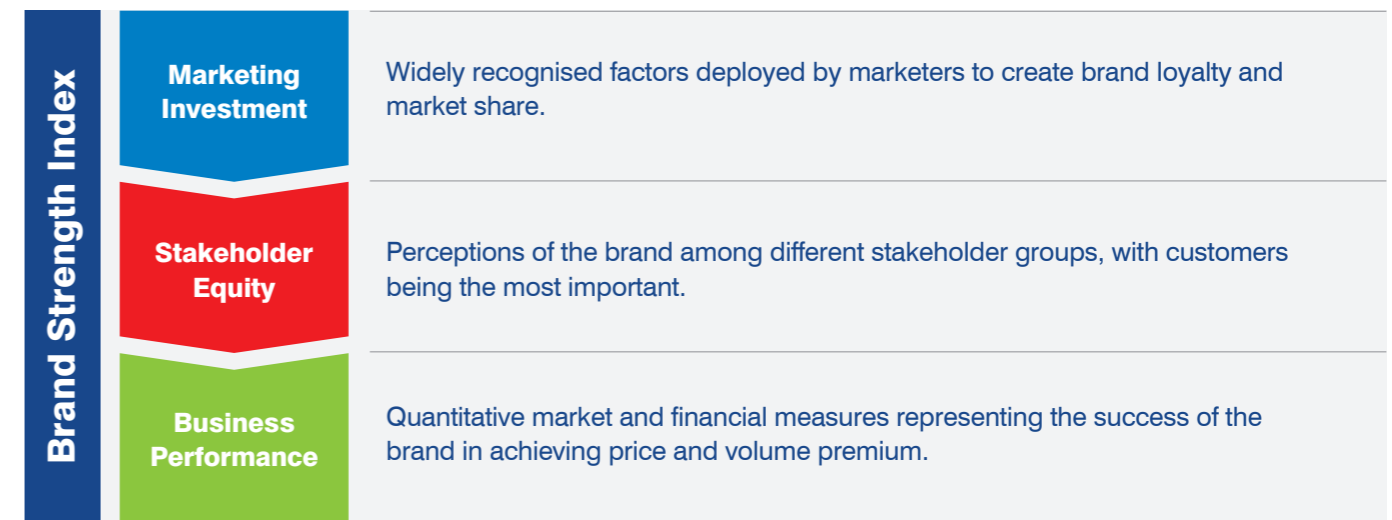 Brand Strength Index
Marketing
Investment
Widely recognised factors deployed by marketers to create brand loyalty and
market share.
Stakeholder
Equity
Perceptions of the brand among different stakeholder groups, with customers
being the most important.
Business
Performance
Quantitative market and financial measures representing the success of the
brand in achieving price and volume premium.